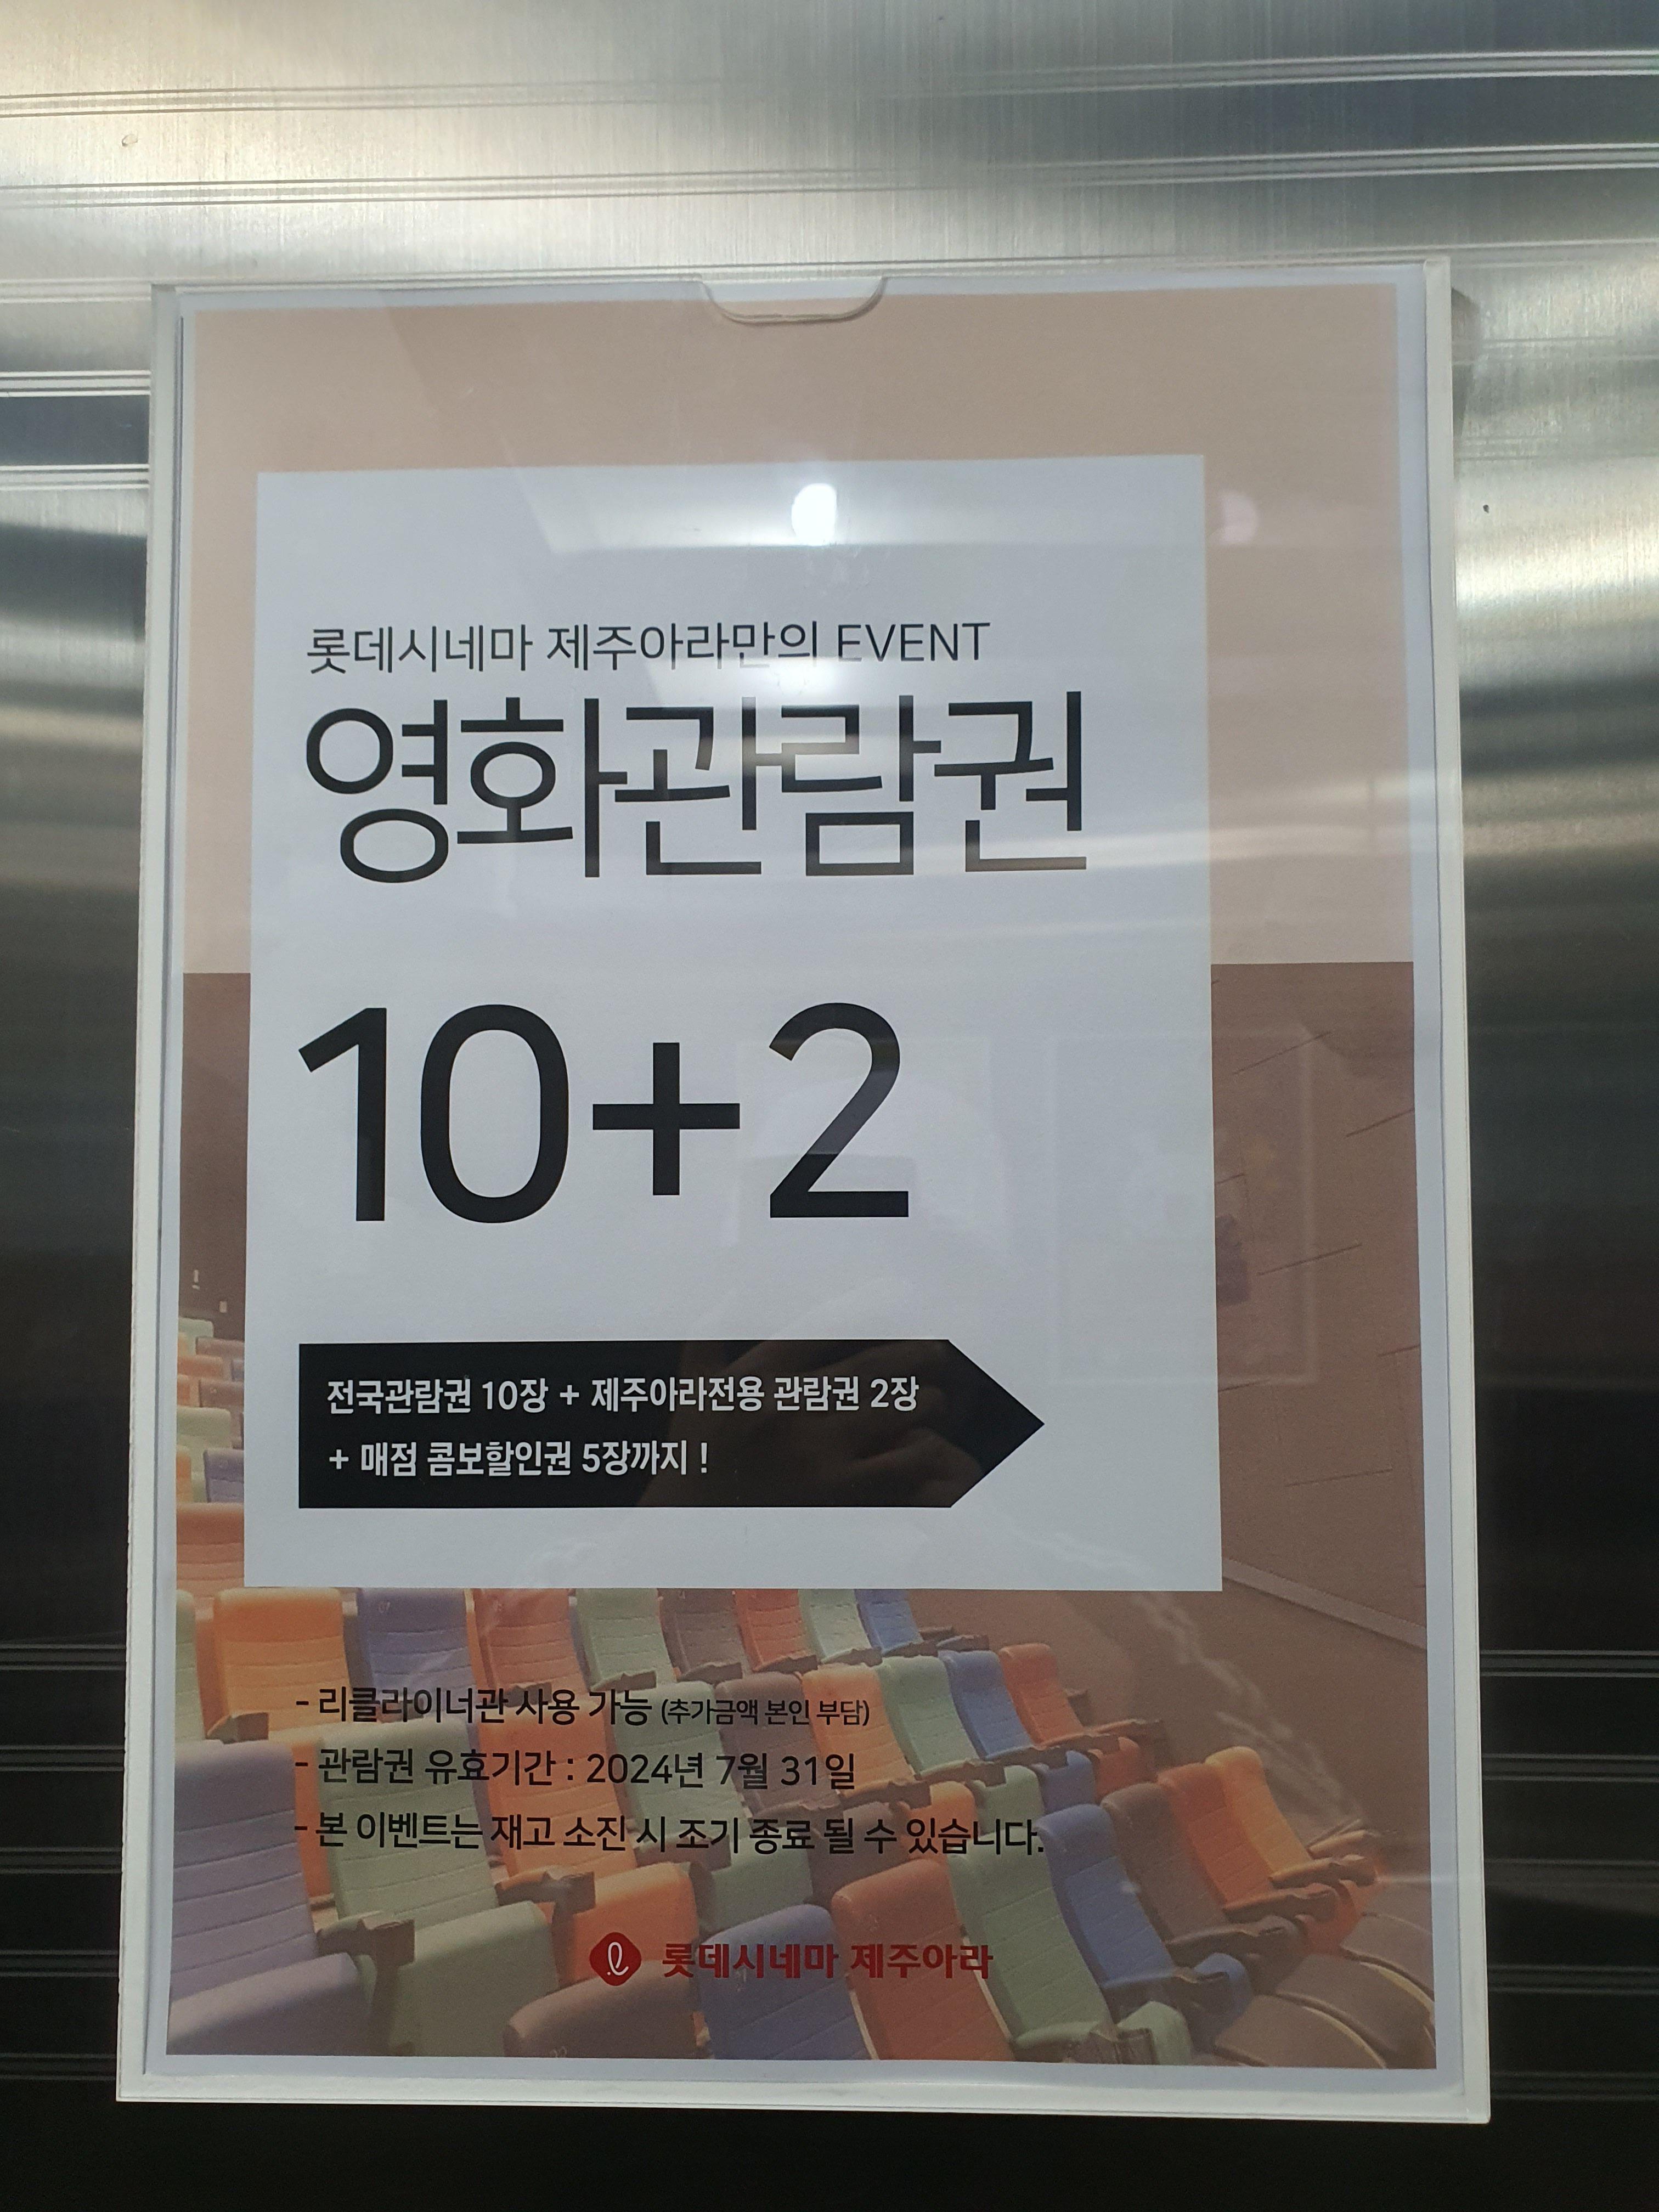 롯데시네마 제주아라만의 EVENT
영화관람권
10+2
전국관람권 10장 + 제주아라전용 관람권 2장
+ 매점 콤보할인권 5장까지 !
- 리클라이너관 사용 가능 (추가금액 본인 부담)
- 관람권 유효기간 : 2024년 7월 31일
- 본 이벤트는 재고 소진 시 조기 종료 될 수 있습니다.
롯데시네마 제주아라